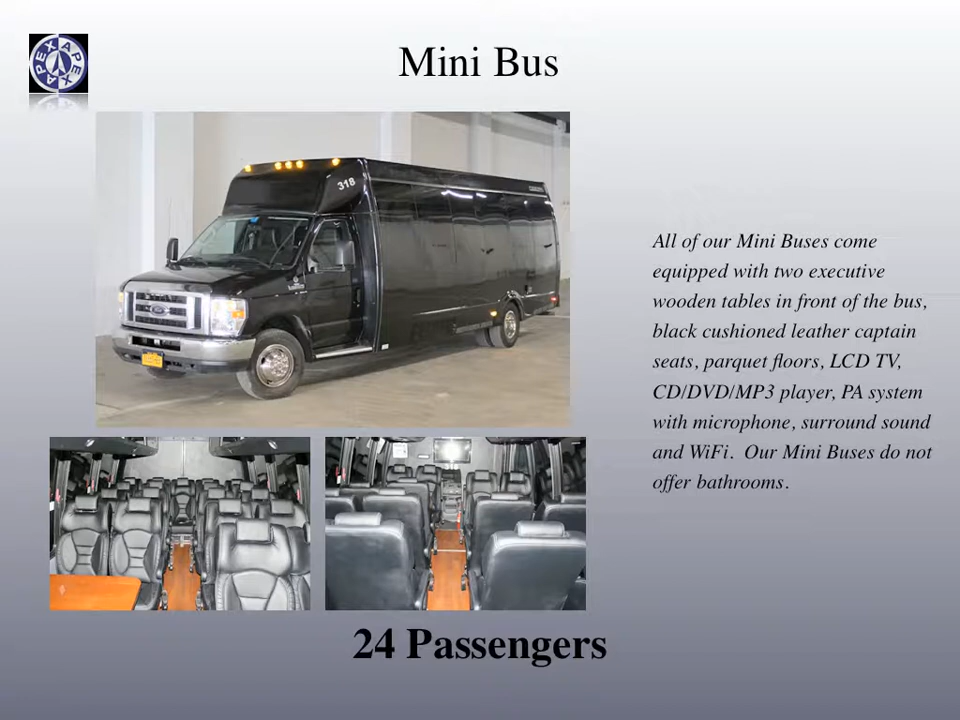 APEX APEX
Mini Bus
318
All of our Mini Buses come
equipped with two executive
wooden tables in front of the bus,
black cushioned leather captain
seats, parquet floors, LCD TV,
CD/DVD/MP3 player, PA system
with microphone, surround sound
and WiFi. Our Mini Buses do not
offer bathrooms.
24 Passengers